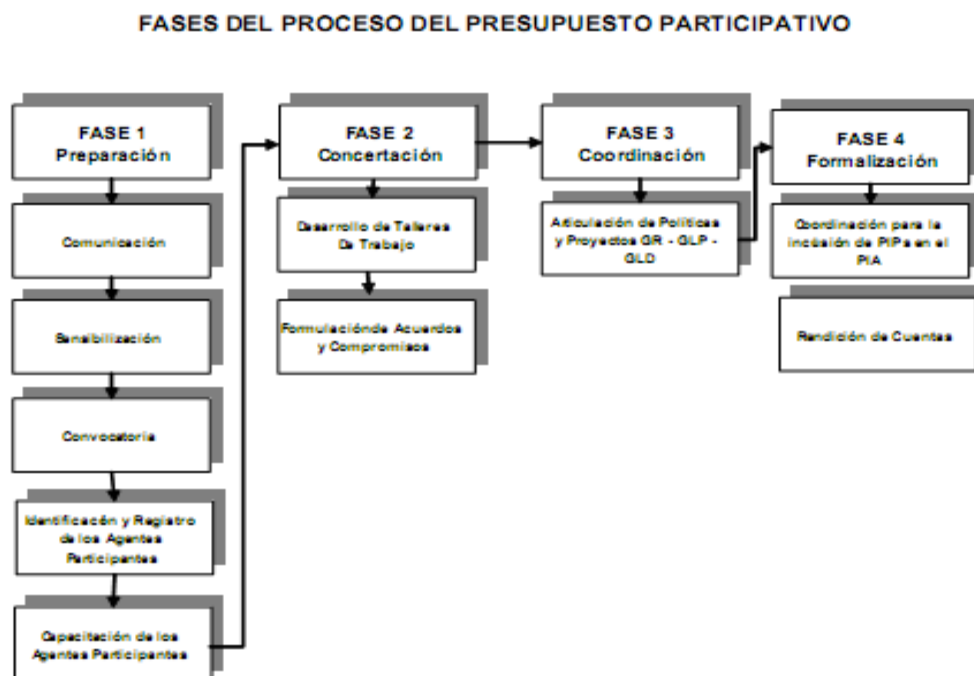 FASES DEL PROCESO DEL PRESUPUESTO PARTICIPATIVO
FASE 1
Preparación
Comunicación
Sensibilización
Convocatoria
Identificacón y Registro
de los Agentes
Participantes
Capacitación de los
Agentes Participantes
FASE 2
Concertación
Desarrollo de Talleres
De Trabajo
Formulaciónde Acuerdos
y Compromisos
FASE 3
Coordinación
Articulación de Políticas
y Proyectos GR - GLP -
GLD
FASE 4
Formalización
Coordinación para la
inclusión de PIPs en el
PIA
Rendición de Cuentas